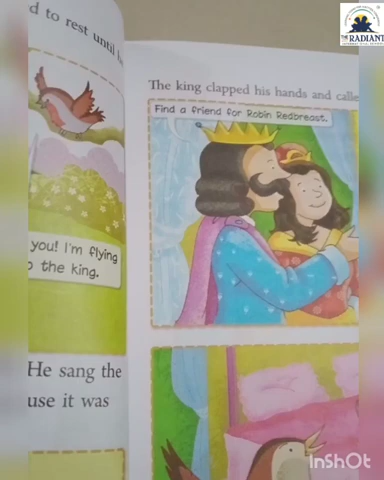 THE RADIANT
d to rest until
you! I'm flying
the king.
He sang the
use it was
The king clapped his hands and calle
Find a friend for Robin Redbreast.
InShOt